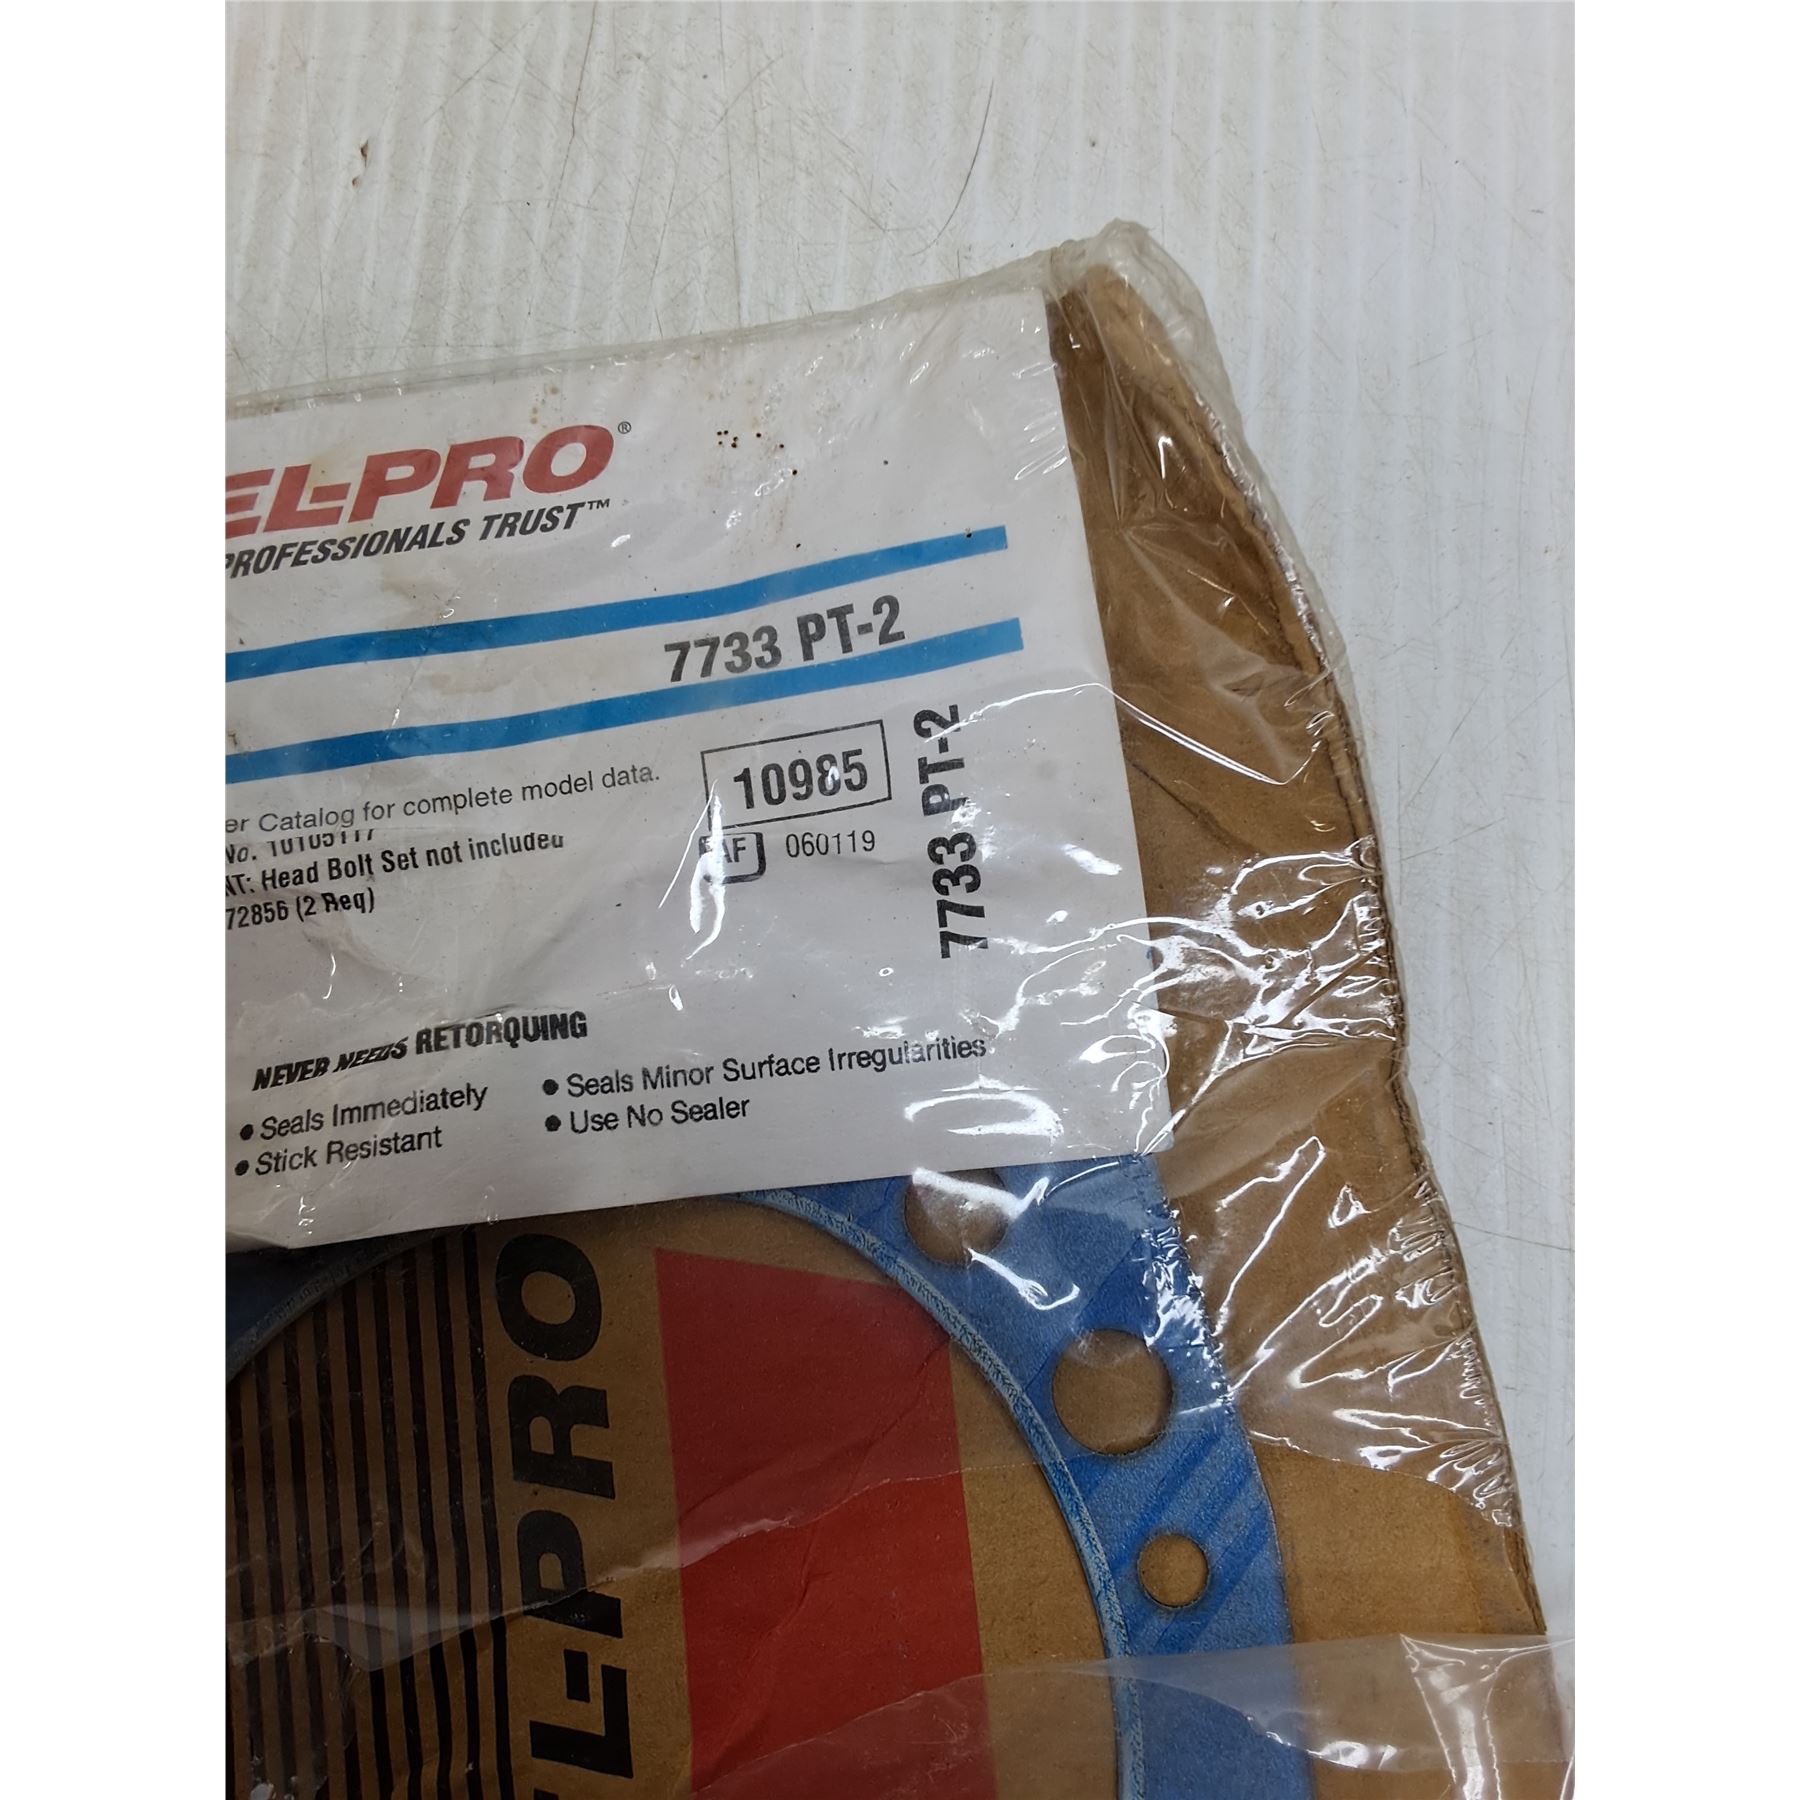 EL-PRO®
PROFESSIONALS TRUST™
7733 PT-2
er Catalog for complete model data.
No. 10105117
NT: Head Bolt Set not included
72856 (2 Req)
10985
AF 060119
7733 PT-2
NEVER NEEDS RETORQUING
• Seals Immediately
• Stick Resistant
• Seals Minor Surface Irregularities
• Use No Sealer
EL-PRO